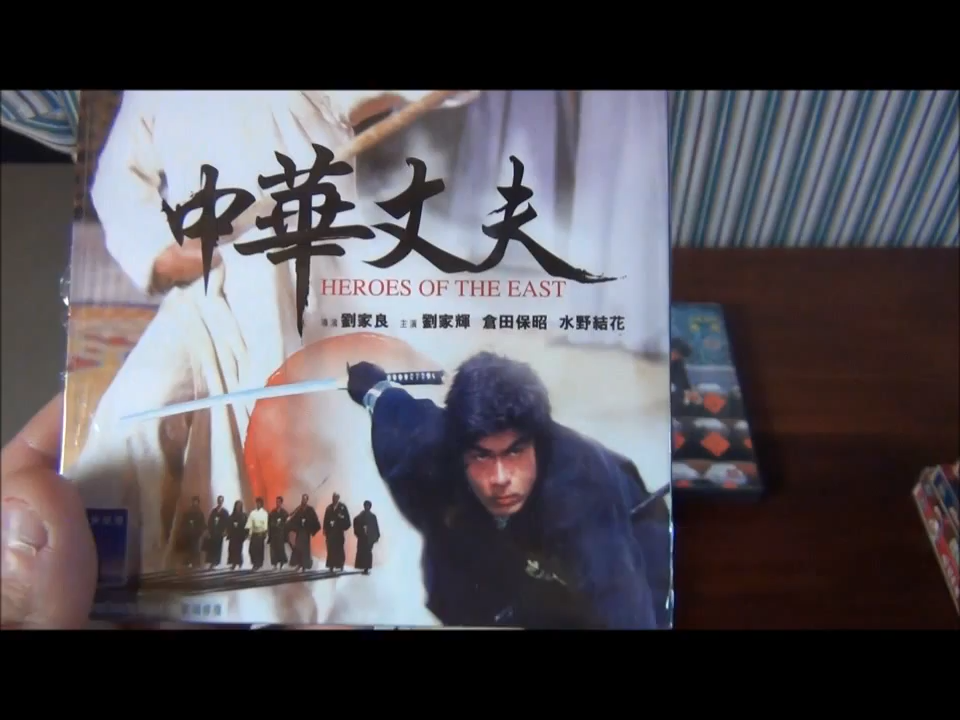 中華丈夫
HEROES OF THE EAST
導演 劉家良 主演 劉家輝 倉田保昭 水野結花